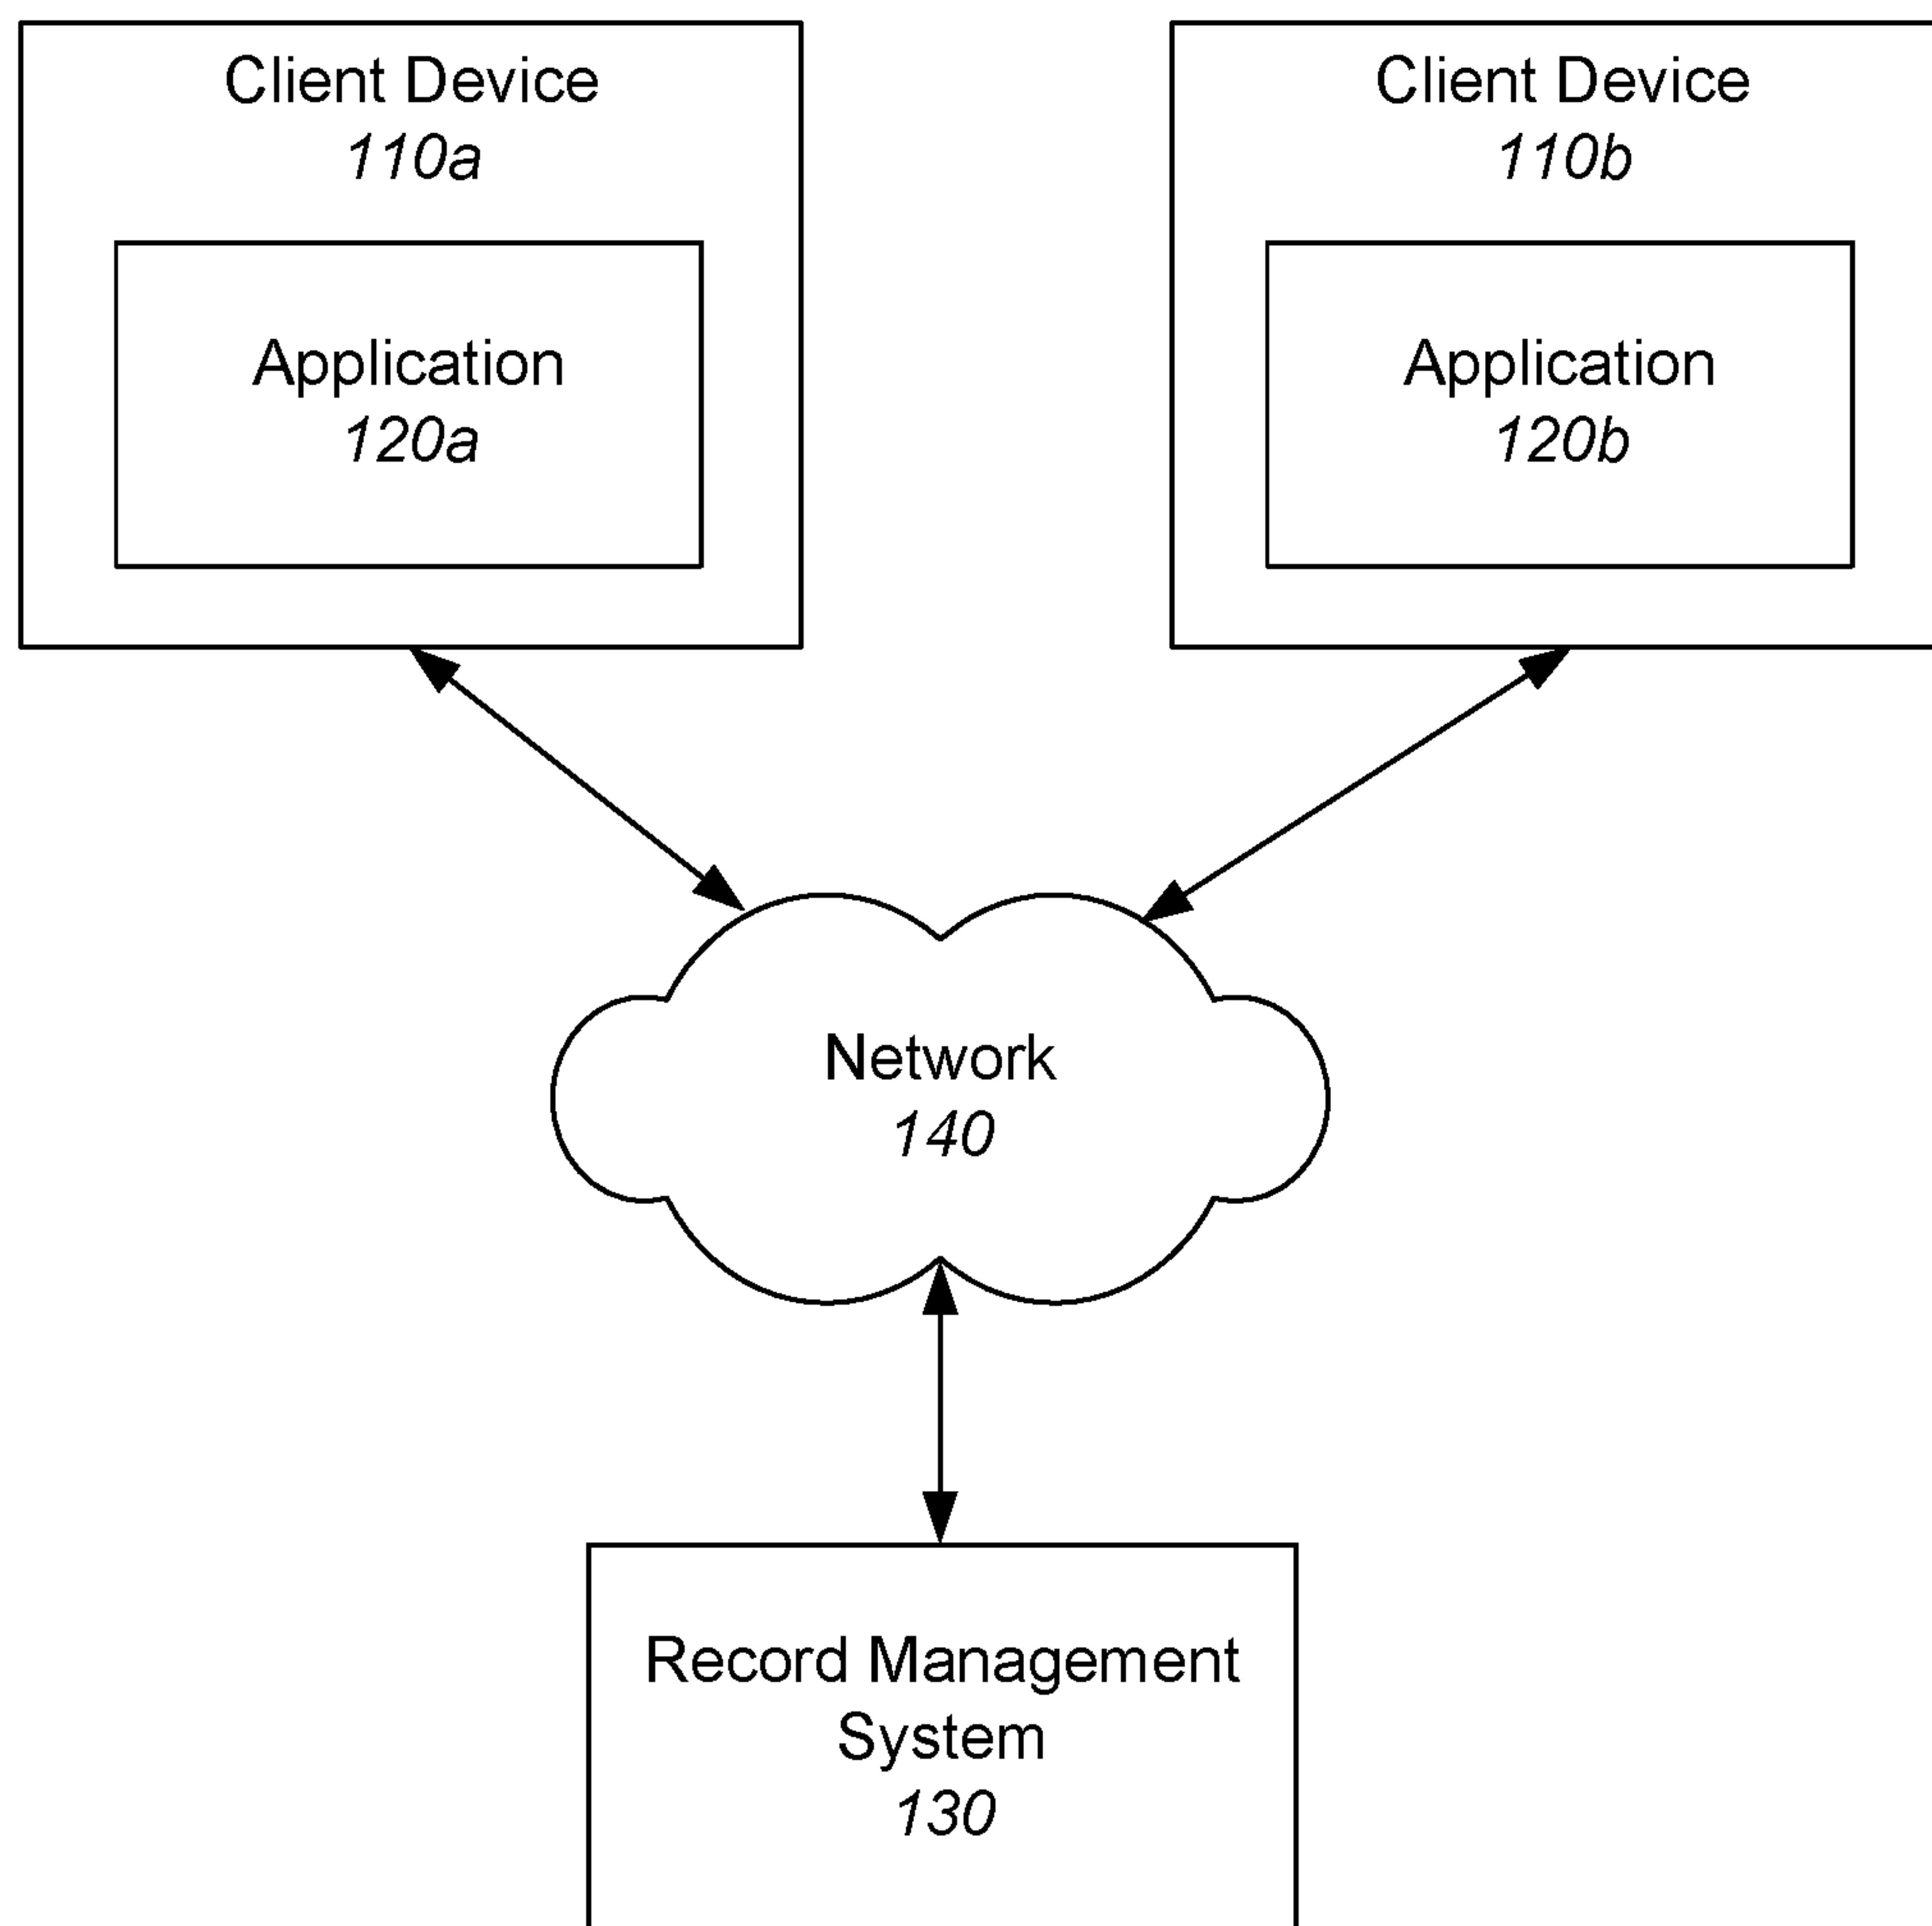 Client Device
110a
Application
120a
Client Device
110b
Application
120b
Network
140
Record Management
System
130